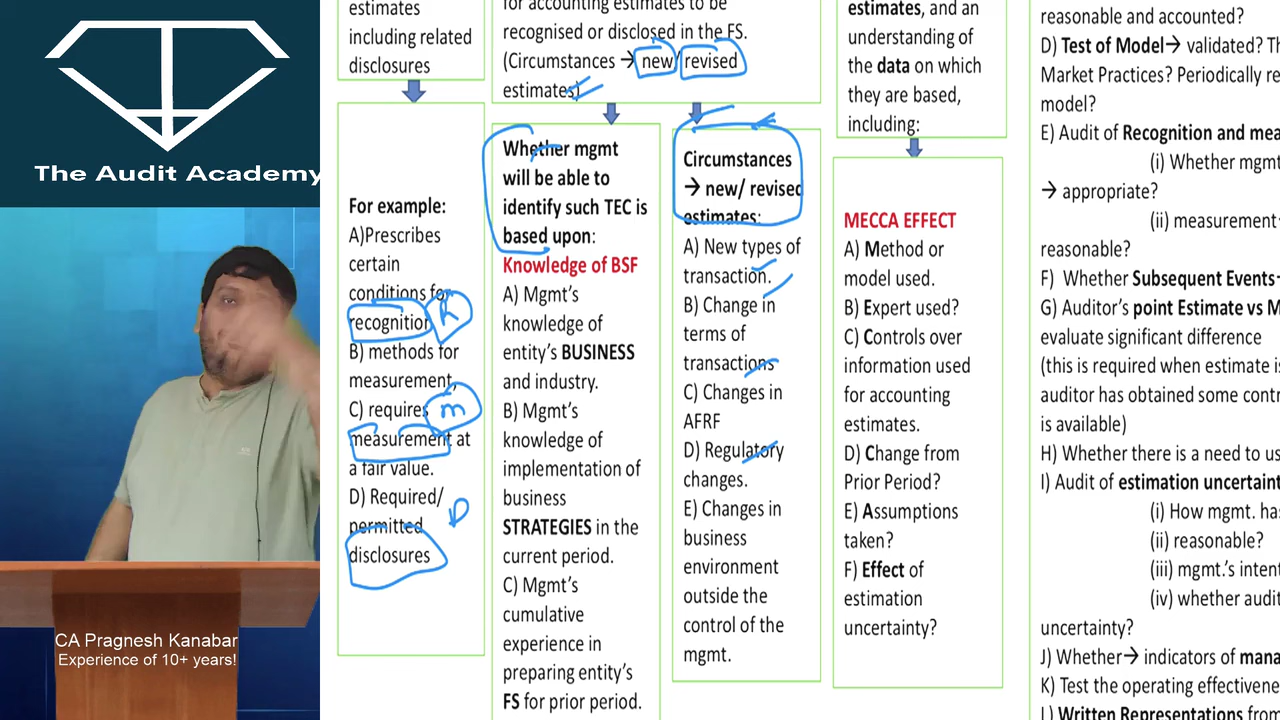 The Audit Academy
CA Pragnesh Kanabar
Experience of 10+ years!
estimates
including related
disclosures
For example:
A)Prescribes
certain
conditions for
recognition
R
B) methods for
measurement,
C) requires
m
measurement at
a fair value.
D) Required/
D
permitted
disclosures
for accounting estimates to be
recognised or disclosed in the FS.
(Circumstances → new/ revised
estimates)
Whether mgmt
will be able to
identify such TEC is
based upon:
Knowledge of BSF
A) Mgmt’s
knowledge of
entity’s BUSINESS
and industry.
B) Mgmt’s
knowledge of
implementation of
business
STRATEGIES in the
current period.
C) Mgmt’s
cumulative
experience in
preparing entity’s
FS for prior period.
Circumstances
→ new/ revised
estimates:
A) New types of
transaction.
B) Change in
terms of
transactions
C) Changes in
AFRF
D) Regulatory
changes.
E) Changes in
business
environment
outside the
control of the
mgmt.
estimates, and an
understanding of
the data on which
they are based,
including:
MECCA EFFECT
A) Method or
model used.
B) Expert used?
C) Controls over
information used
for accounting
estimates.
D) Change from
Prior Period?
E) Assumptions
taken?
F) Effect of
estimation
uncertainty?
reasonable and accounted?
D) Test of Model→ validated?
Market Practices? Periodically
model?
E) Audit of Recognition and
(i) Whether mgmt
→ appropriate?
(ii) measurement
reasonable?
F) Whether Subsequent Events
G) Auditor’s point Estimate vs
evaluate significant difference
(this is required when estimate is
auditor has obtained some
is available)
H) Whether there is a need to
I) Audit of estimation
(i) How mgmt.
(ii) reasonable?
(iii) mgmt.’s
(iv) whether
uncertainty?
J) Whether→ indicators of
K) Test the operating
L) Written Representations from